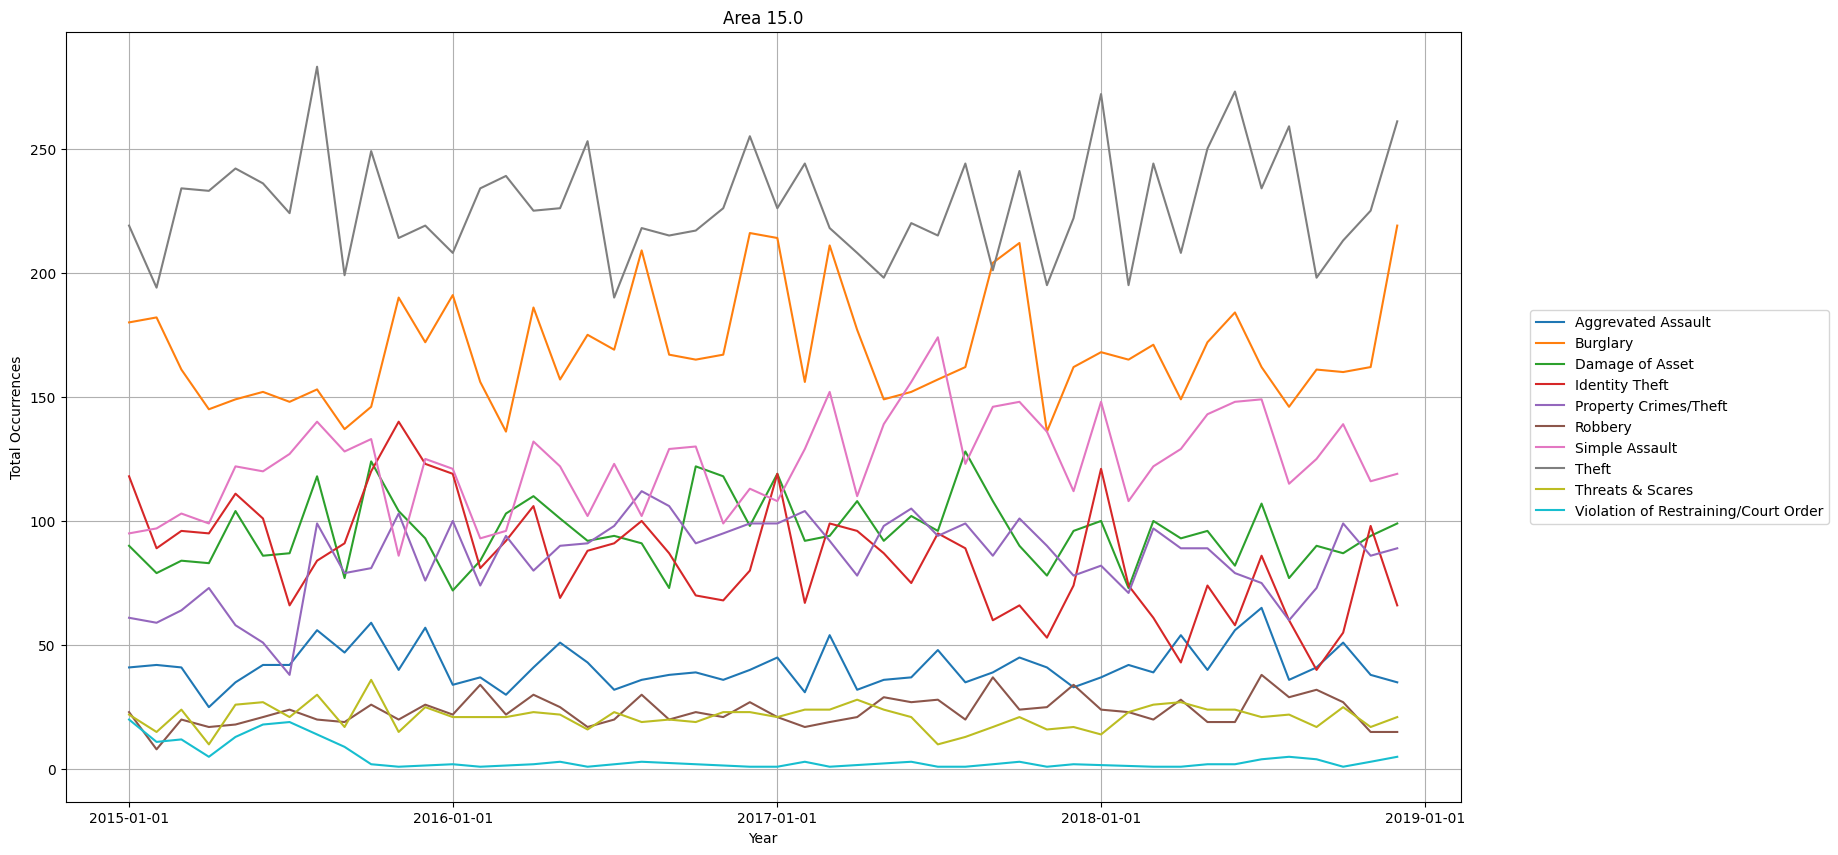 Area 15.0
Total Occurrences
250
200
150
100
50
0
2015-01-01
2016-01-01
2017-01-01
2018-01-01
2019-01-01
Year
Aggrevated Assault
Burglary
Damage of Asset
Identity Theft
Property Crimes/Theft
Robbery
Simple Assault
Theft
Threats & Scares
Violation of Restraining/Court Order